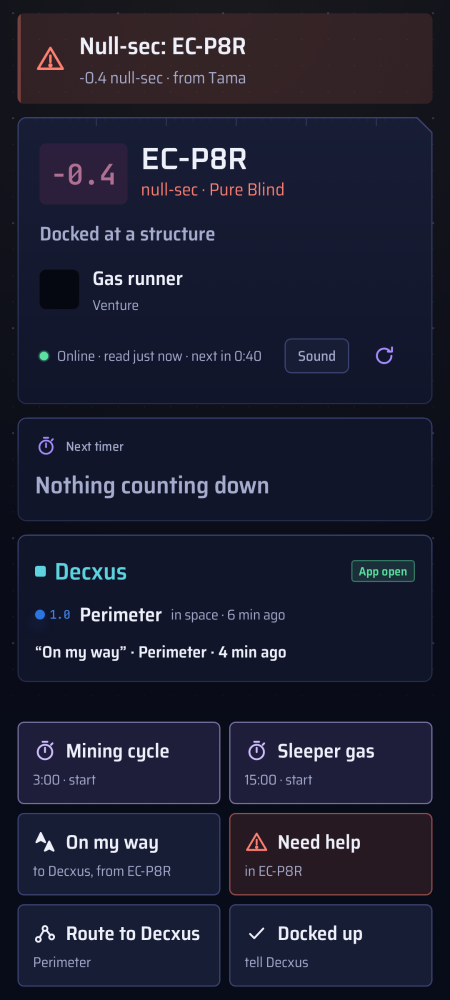 Null-sec: EC-P8R
-0.4 null-sec · from Tama
-0.4
EC-P8R
null-sec · Pure Blind
Docked at a structure
Gas runner
Venture
Online · read just now · next in 0:40
Sound
Next timer
Nothing counting down
Decxus
App open
1.0 Perimeter in space · 6 min ago
“On my way” · Perimeter · 4 min ago
Mining cycle
3:00 · start
Sleeper gas
15:00 · start
On my way
to Decxus, from EC-P8R
Need help
in EC-P8R
Route to Decxus
Perimeter
Docked up
tell Decxus